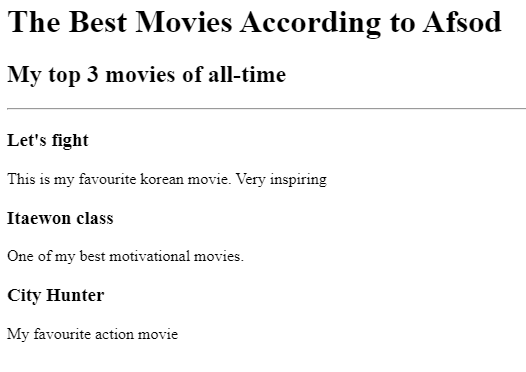 The Best Movies According to Afsod
My top 3 movies of all-time
Let's fight
This is my favourite korean movie. Very inspiring
Itaewon class
One of my best motivational movies.
City Hunter
My favourite action movie